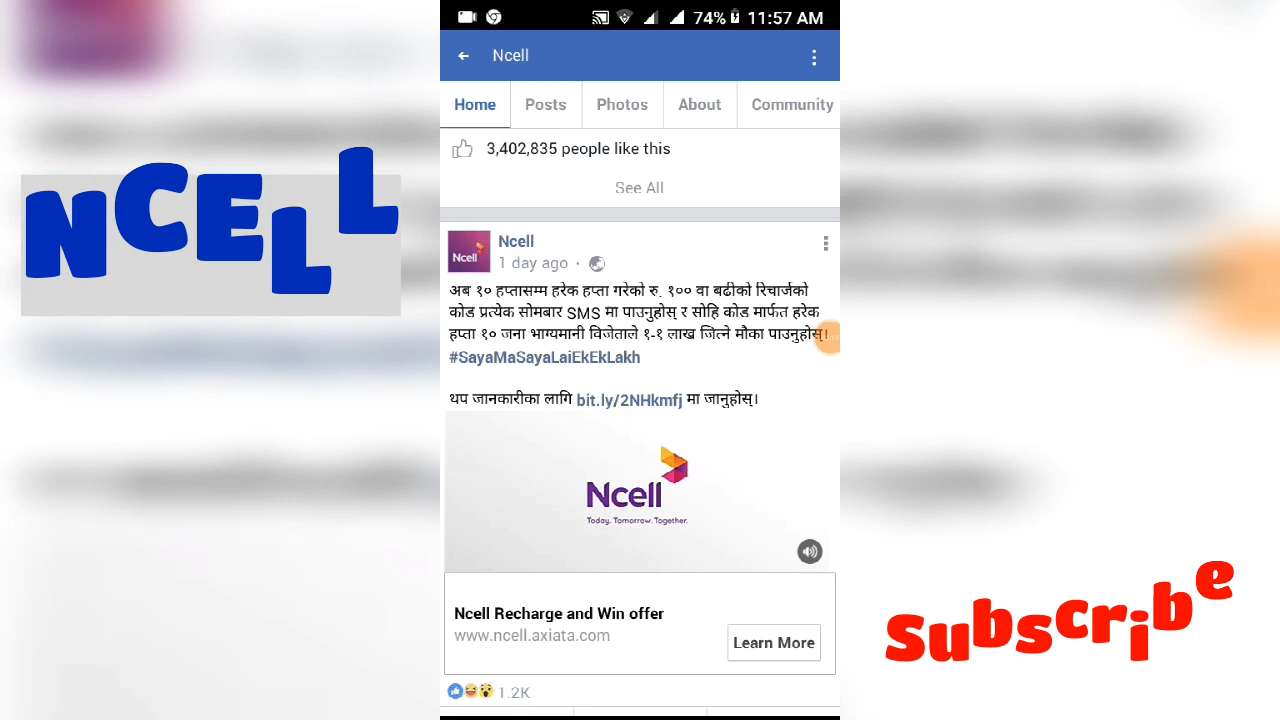 74% 11:57 AM
Ncell
Home Posts Photos About Community
3,402,835 people like this
See All
NCELL
Ncell
Ncell
1 day ago ·
अब १० हप्तासम्म हरेक हप्ता गरेको रु. १०० वा बढीको रिचार्जको
कोड प्रत्येक सोमबार SMS मा पाउनुहोस् र सोहि कोड मार्फत हरेक
हप्ता १० जना भाग्यमानी विजेताले १-१ लाख जित्ने मौका पाउनुहोस्।
#SayaMaSayaLaiEkEkLakh
थप जानकारीका लागि bit.ly/2NHkmfj मा जानुहोस्।
Ncell
Today. Tomorrow. Together.
Ncell Recharge and Win offer
www.ncell.axiata.com
Learn More
1.2K
Subscribe